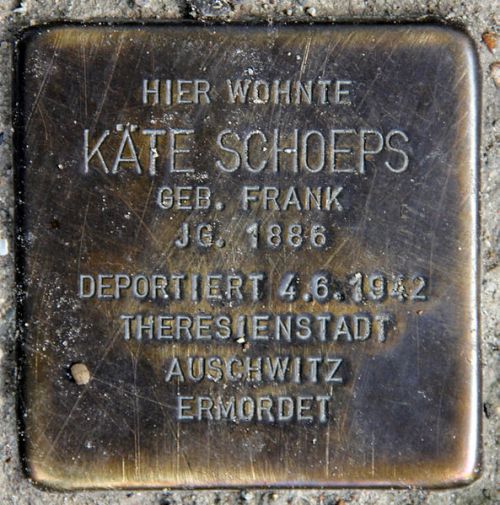 HIER WOHNTE
KÄTE SCHOEPS
GEB. FRANK
JG. 1886
DEPORTIERT 4.6.1942
THERESIENSTADT
AUSCHWITZ
ERMORDET